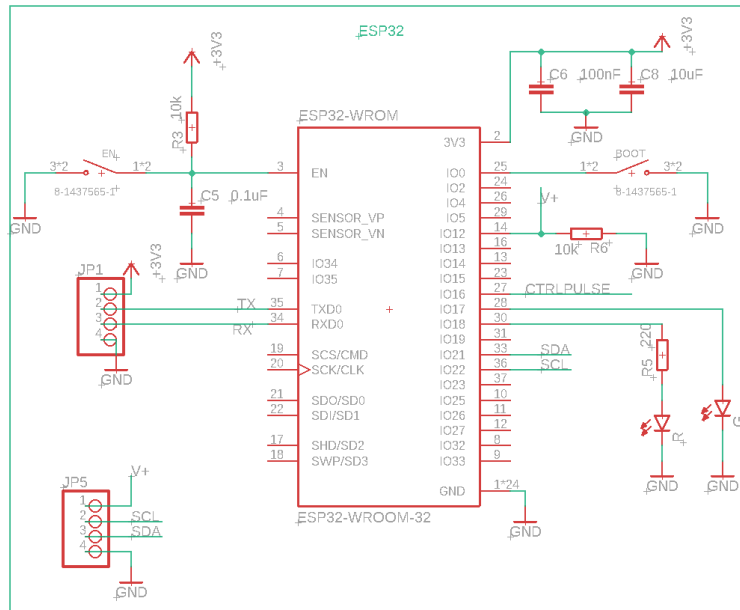 ESP32
+3V3
+3V3
10k
R3
C6 100nF
C8 10uF
GND
ESP32-WROM
3V3
2
EN
3*2
1*2
8-1437565-1
GND
C5 0.1uF
GND
3
EN
4
SENSOR_VP
5
SENSOR_VN
6
IO34
7
IO35
35
TXD0
34
RXD0
19
SCS/CMD
20
SCK/CLK
21
SDO/SD0
22
SDI/SD1
17
SHD/SD2
18
SWP/SD3
IO0
25
IO2
24
IO4
26
IO5
29
IO12
14
IO13
16
IO14
13
IO15
23
IO16
27
IO17
28
IO18
30
IO19
31
IO21
33
IO22
36
IO23
37
IO25
10
IO26
11
IO27
12
IO32
8
IO33
9
GND
1*24
ESP32-WROOM-32
GND
BOOT
1*2
3*2
8-1437565-1
GND
V+
10k
R6
GND
CTRLPULSE
SDA
SCL
220
R5
R
G
GND
GND
JP1
1
2
3
4
+3V3
TX
RX
GND
JP5
1
2
3
4
V+
SCL
SDA
GND